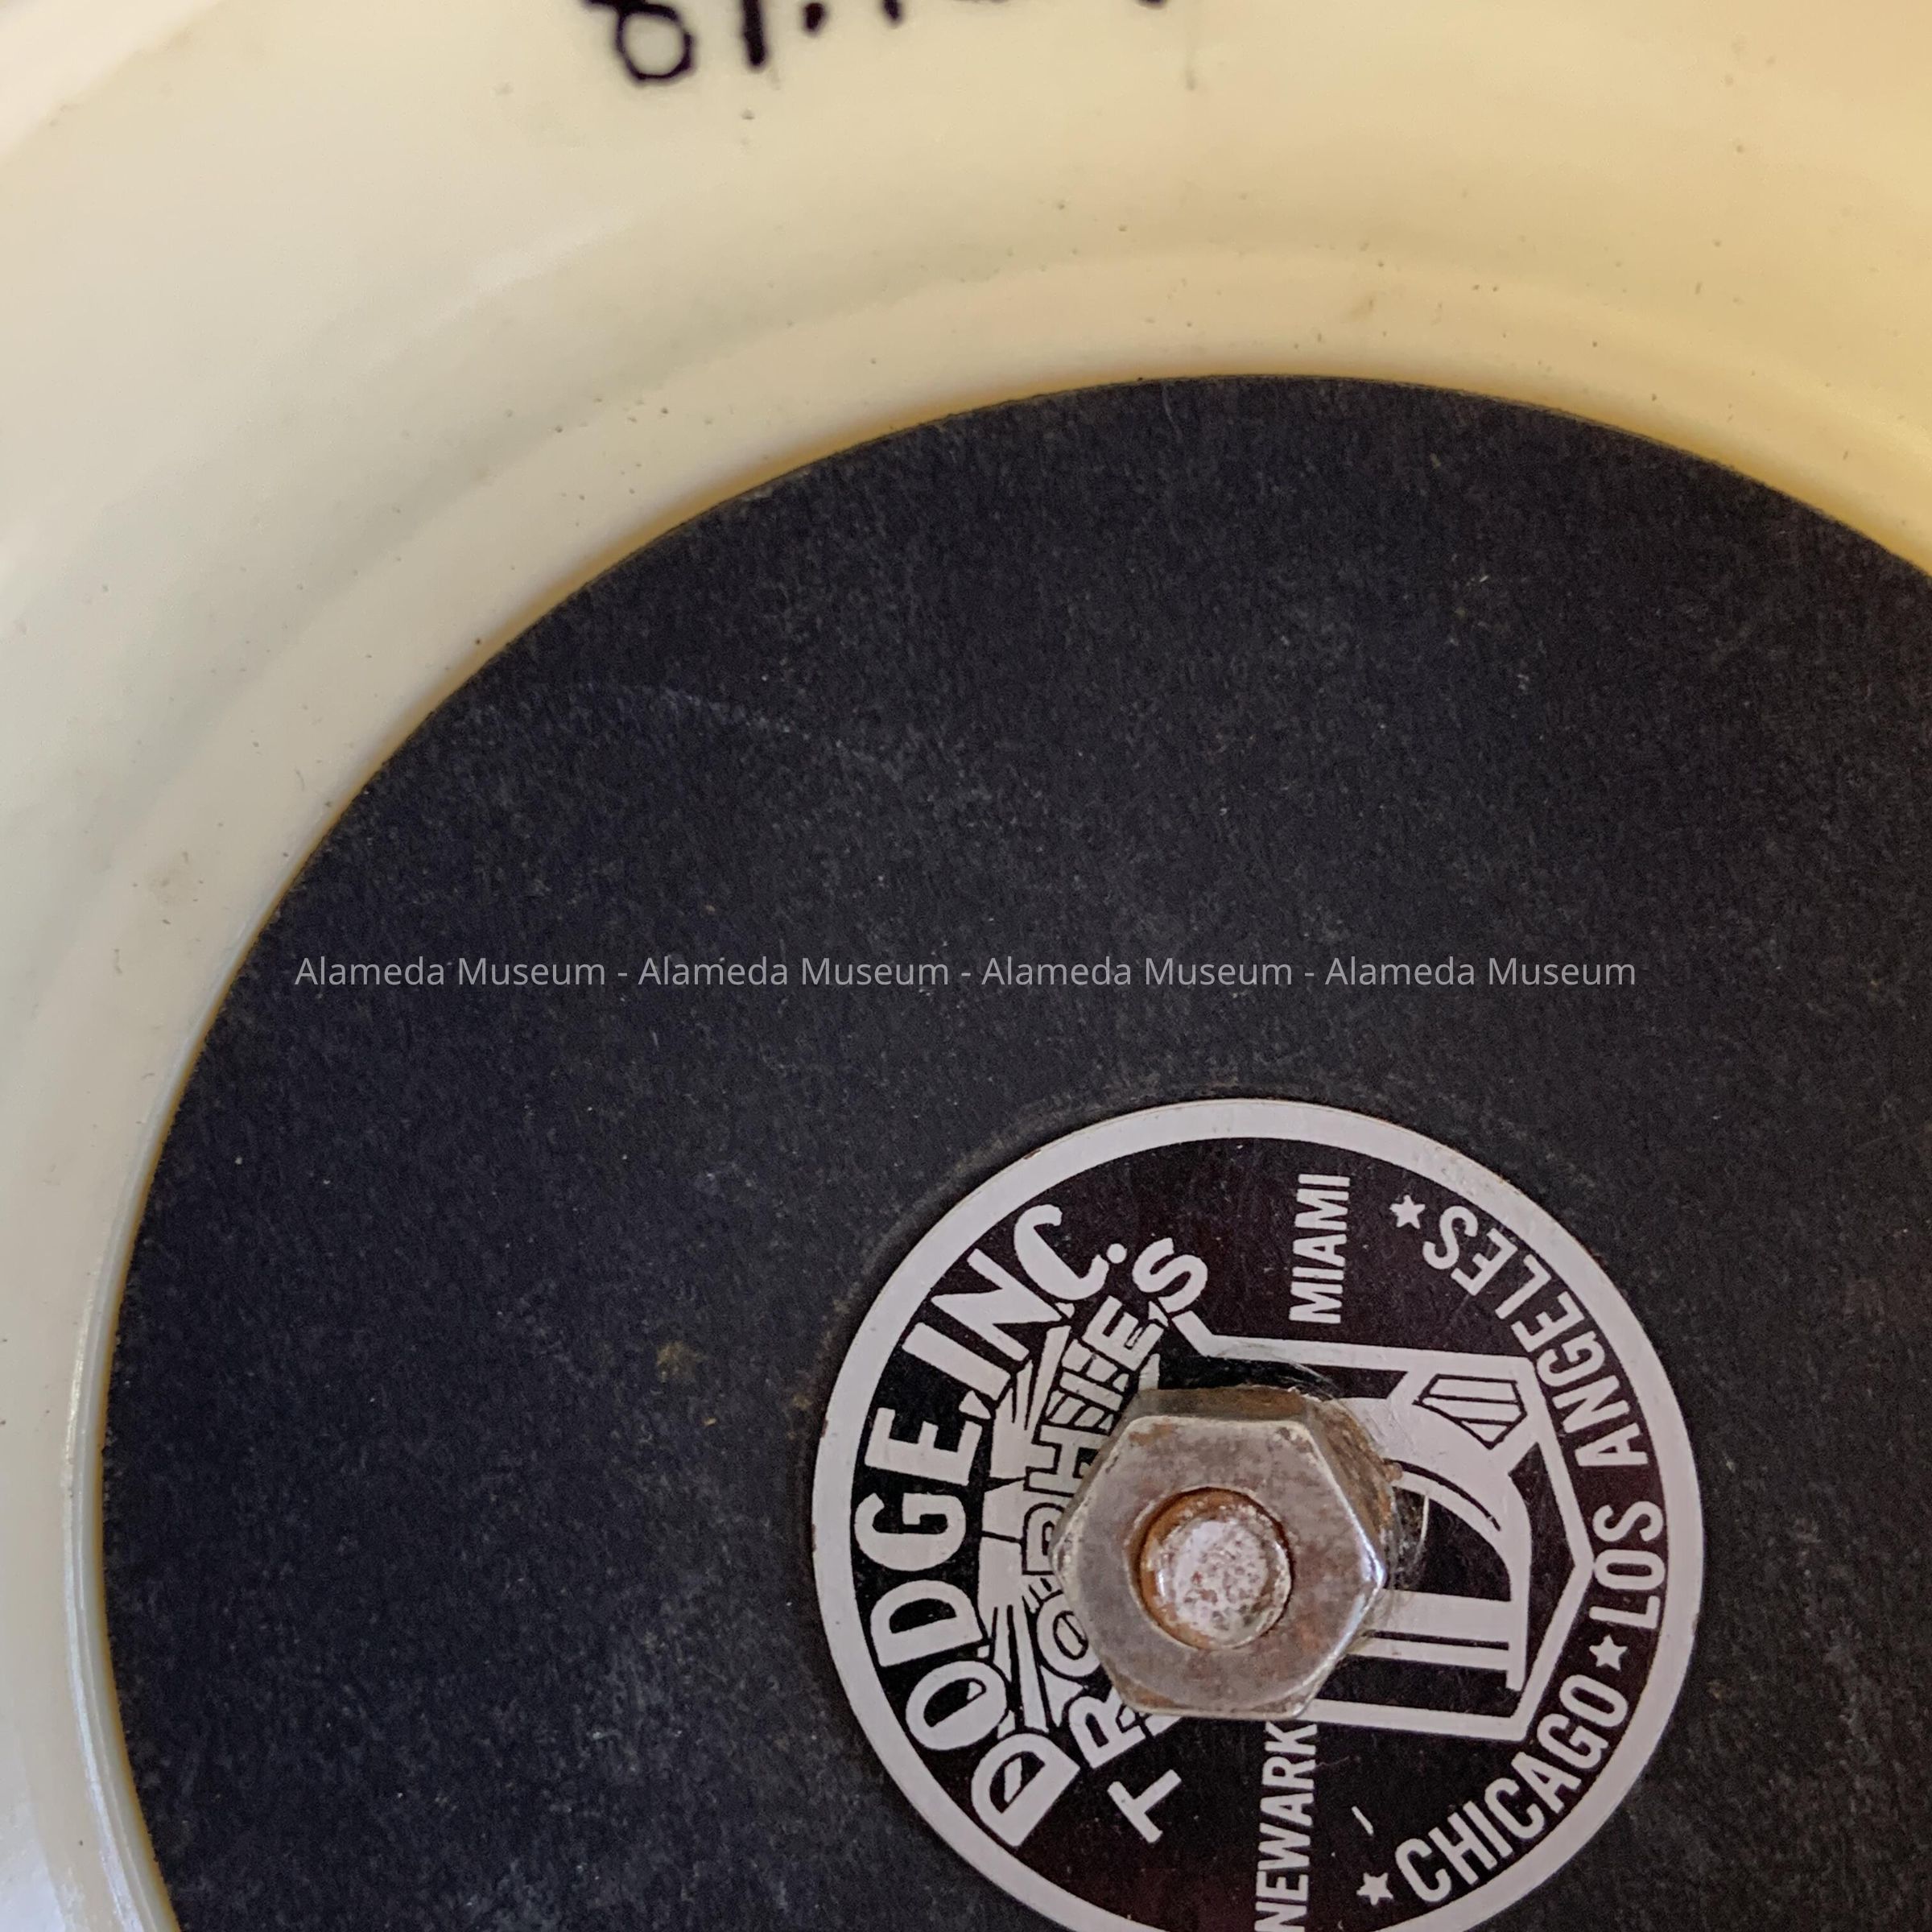 Alameda Museum - Alameda Museum - Alameda Museum - Alameda Museum
DODGE, INC.
TROPHIES
NEWARK
MIAMI
★ CHICAGO ★ LOS ANGELES ★